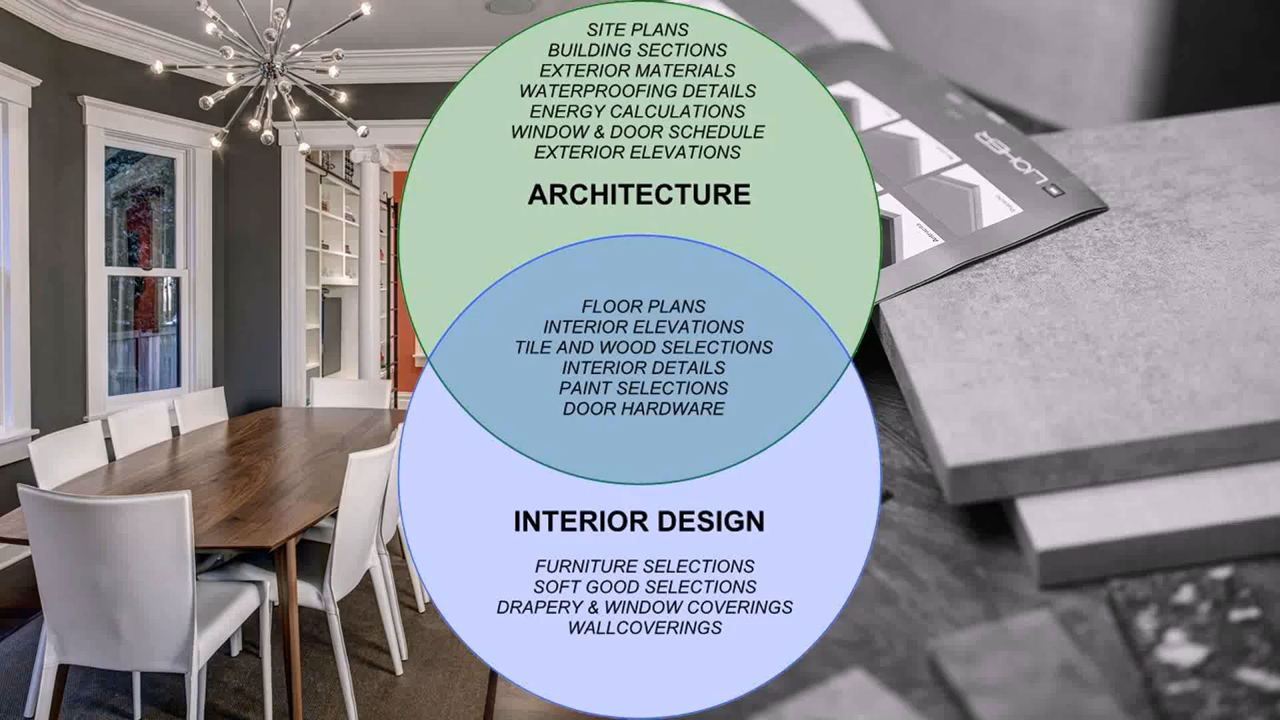 SITE PLANS
BUILDING SECTIONS
EXTERIOR MATERIALS
WATERPROOFING DETAILS
ENERGY CALCULATIONS
WINDOW & DOOR SCHEDULE
EXTERIOR ELEVATIONS
ARCHITECTURE
FLOOR PLANS
INTERIOR ELEVATIONS
TILE AND WOOD SELECTIONS
INTERIOR DETAILS
PAINT SELECTIONS
DOOR HARDWARE
INTERIOR DESIGN
FURNITURE SELECTIONS
SOFT GOOD SELECTIONS
DRAPERY & WINDOW COVERINGS
WALLCOVERINGS
LIOHER